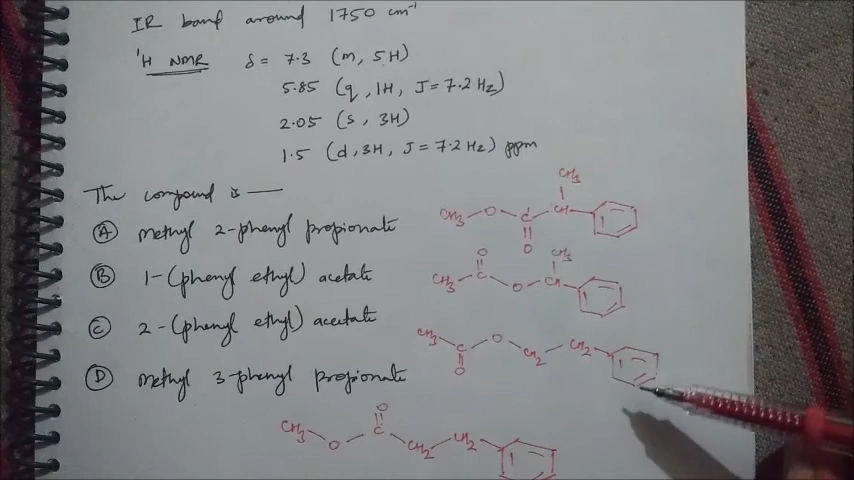 IR band around 1750 cm⁻¹
¹H NMR δ = 7.3 (m, 5H)
5.85 (q, 1H, J = 7.2 Hz)
2.05 (s, 3H)
1.5 (d, 3H, J = 7.2 Hz) ppm
The compound is —
(A) Methyl 2-phenyl propionate
CH₃ O C CH CH₃ O
(B) 1-(phenyl ethyl) acetate
CH₃ C O O CH CH₃
(C) 2-(phenyl ethyl) acetate
CH₃ C O O CH₂ CH₂
(D) Methyl 3-phenyl propionate
CH₃ O C O CH₂ CH₂